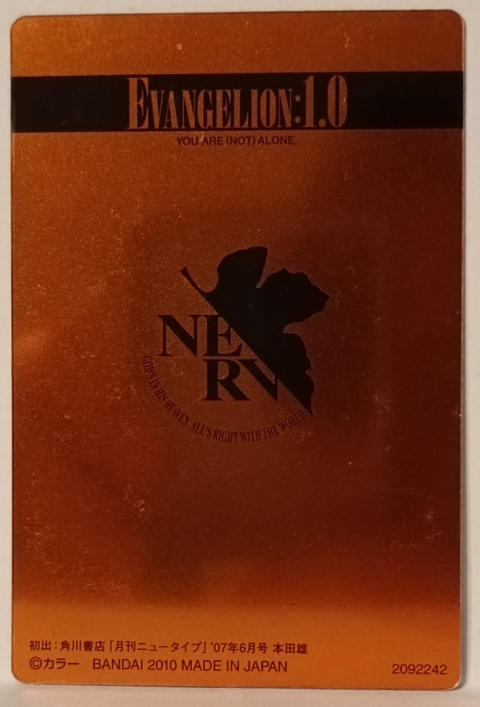 EVANGELION:1.0
YOU ARE (NOT) ALONE.
NERV
GOD'S IN HIS HEAVEN. ALL'S RIGHT WITH THE WORLD.
初出：角川書店「月刊ニュータイプ」'07年6月号 本田雄
©カラー BANDAI 2010 MADE IN JAPAN
2092242